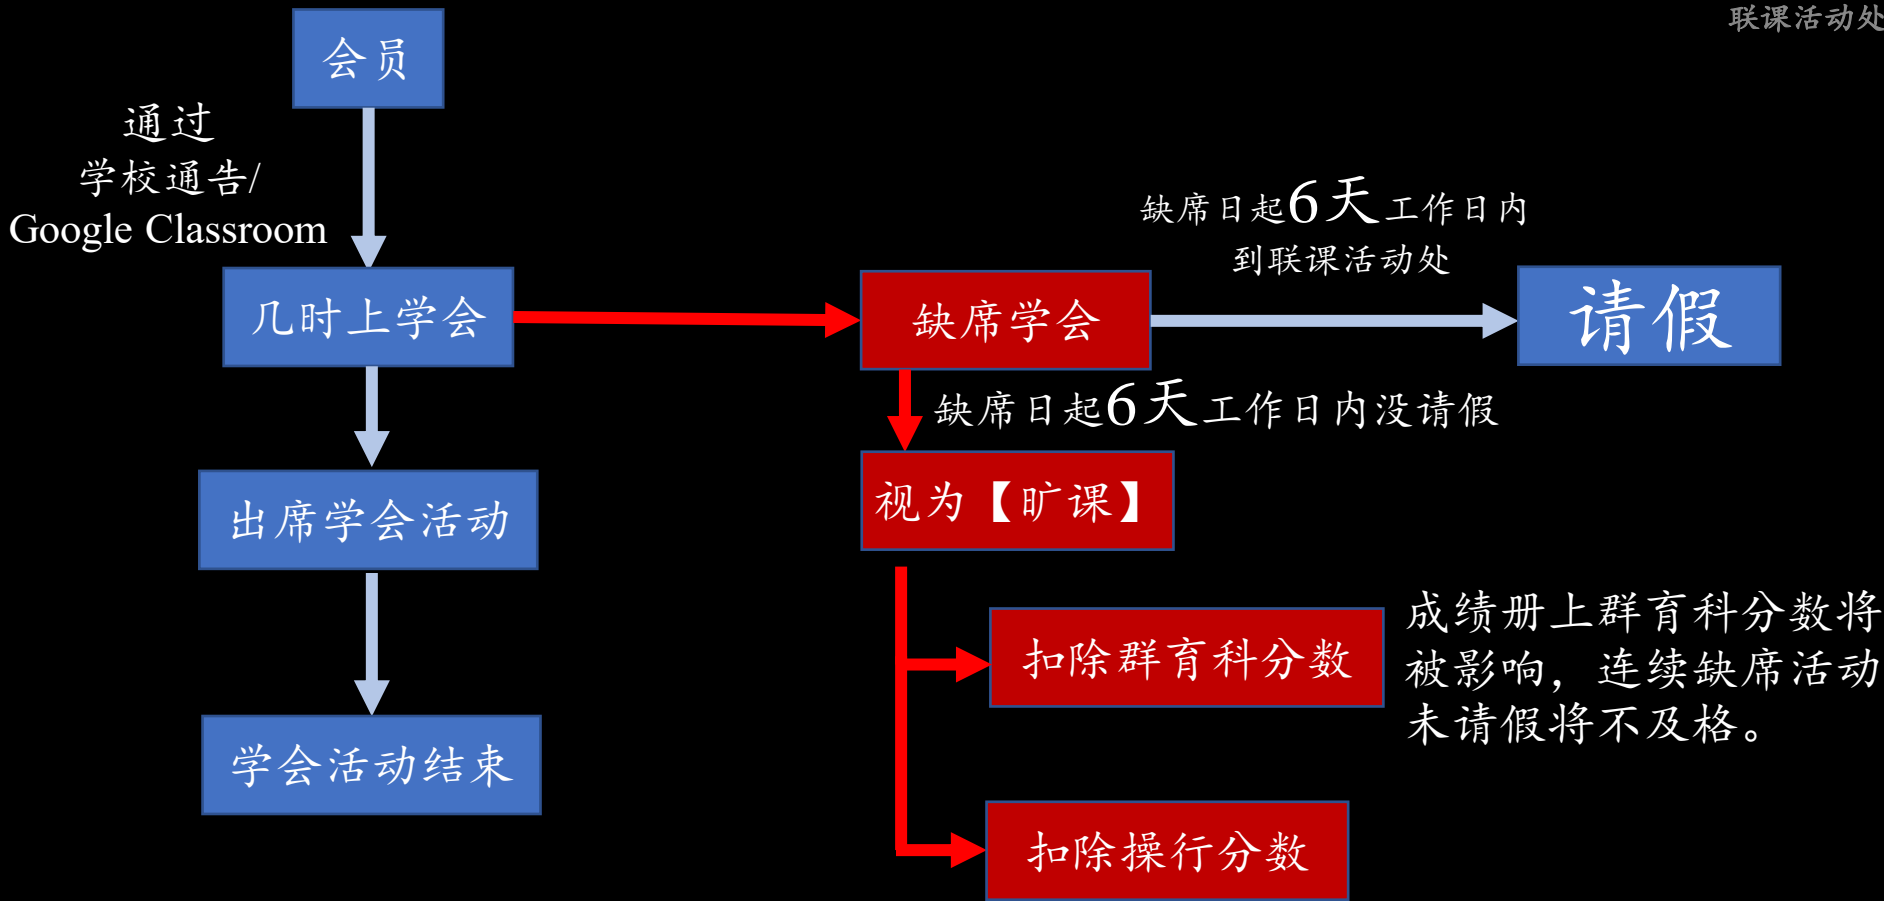 联课活动处
会员
通过
学校通告/
Google Classroom
几时上学会
出席学会活动
学会活动结束
缺席学会
缺席日起6天工作日内
到联课活动处
请假
缺席日起6天工作日内没请假
视为【旷课】
扣除群育科分数
成绩册上群育科分数将
被影响，连续缺席活动
未请假将不及格。
扣除操行分数